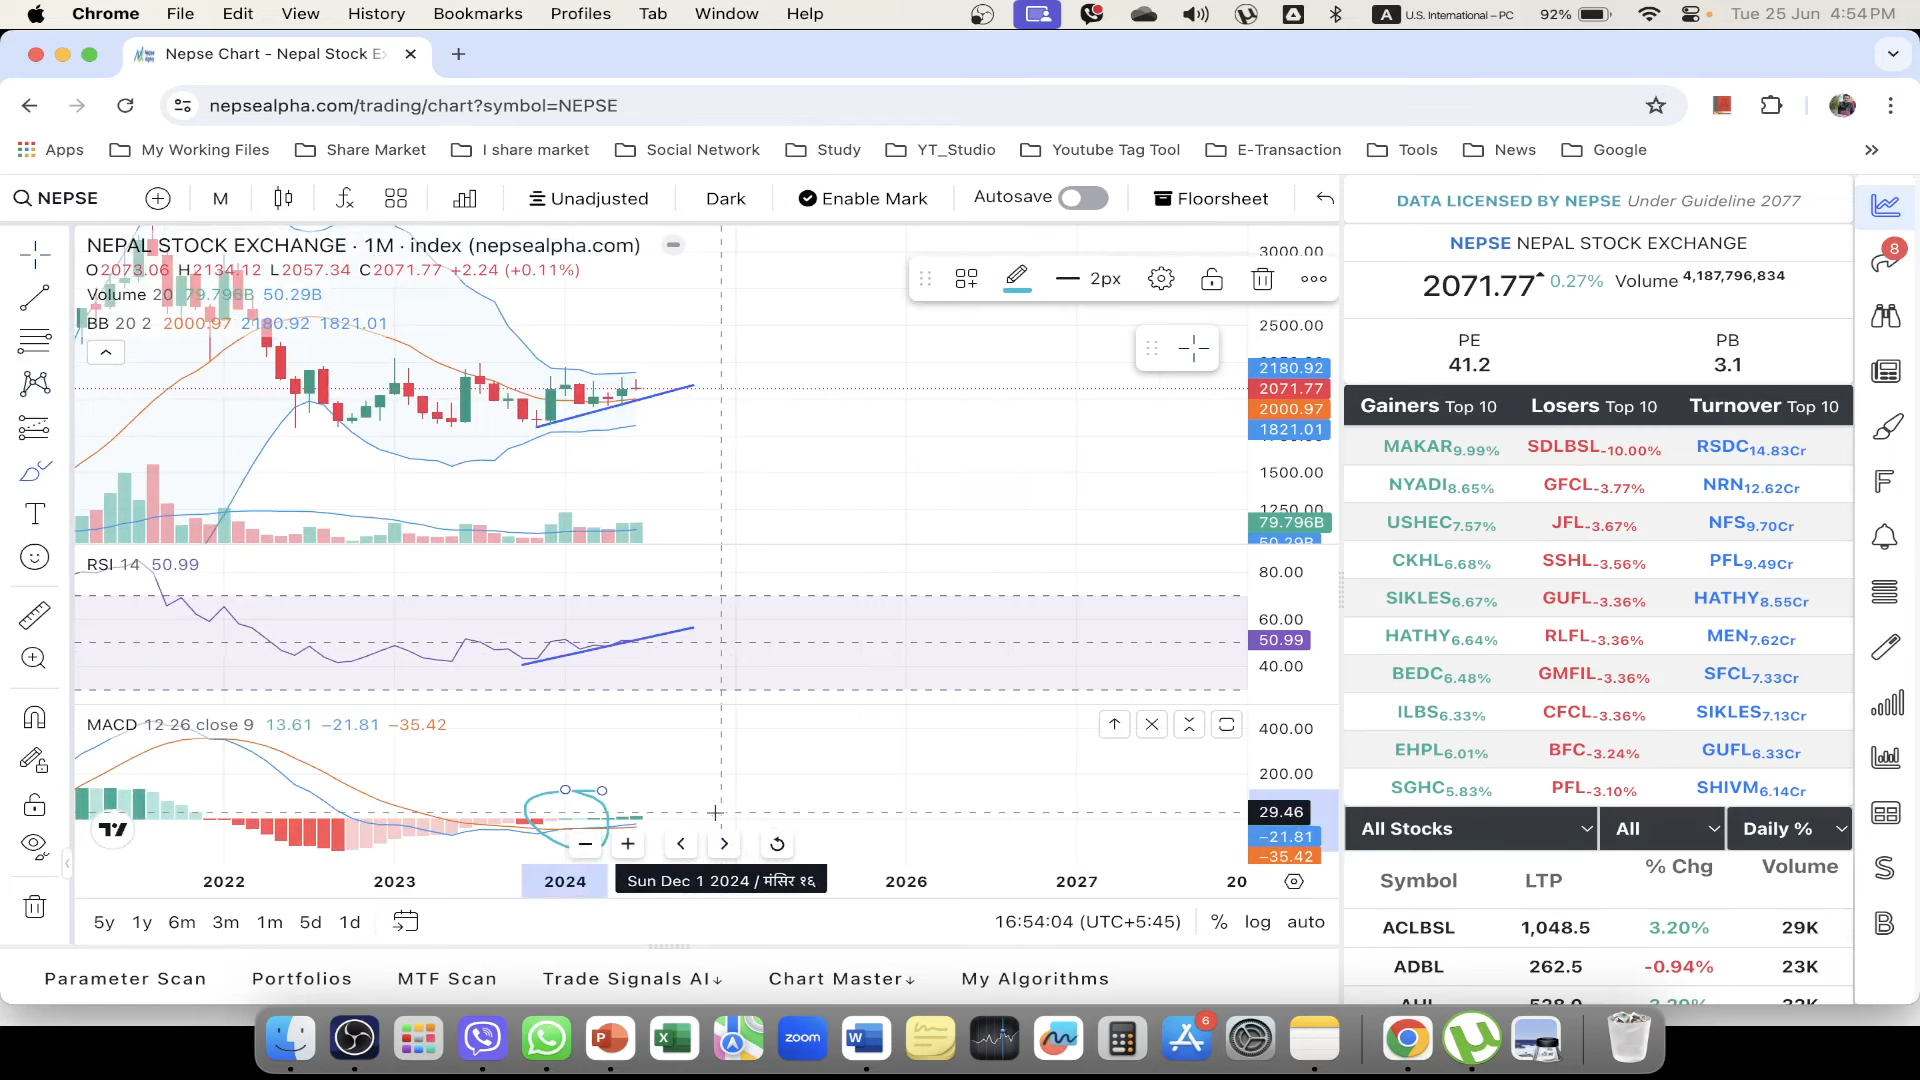 Chrome File Edit View History Bookmarks Profiles Tab Window Help A U.S. International – PC 92% Tue 25 Jun 4:54 PM
Nepse Chart - Nepal Stock Ex
nepsealpha.com/trading/chart?symbol=NEPSE
Apps My Working Files Share Market I share market Social Network Study YT_Studio Youtube Tag Tool E-Transaction Tools News Google
NEPSE M Unadjusted Dark Enable Mark Autosave Floorsheet
NEPAL STOCK EXCHANGE · 1M · index (nepsealpha.com)
O2073.06 H2134.12 L2057.34 C2071.77 +2.24 (+0.11%)
Volume 20 79.796B 50.29B
BB 20 2 2000.97 2180.92 1821.01
2px
3000.00
2500.00
2180.92
2071.77
2000.97
1821.01
1500.00
1250.00
79.796B
50.29B
RSI 14 50.99
80.00
60.00
50.99
40.00
MACD 12 26 close 9 13.61 −21.81 −35.42
400.00
200.00
29.46
−21.81
−35.42
2022 2023 2024 Sun Dec 1 2024 / मंसिर १६ 2026 2027 20
5y 1y 6m 3m 1m 5d 1d 16:54:04 (UTC+5:45) % log auto
Parameter Scan Portfolios MTF Scan Trade Signals AI↓ Chart Master↓ My Algorithms
DATA LICENSED BY NEPSE Under Guideline 2077
NEPSE NEPAL STOCK EXCHANGE
2071.77 0.27% Volume 4,187,796,834
PE PB
41.2 3.1
Gainers Top 10 Losers Top 10 Turnover Top 10
MAKAR9.99% SDLBSL-10.00% RSDC14.83Cr
NYADI8.65% GFCL-3.77% NRN12.62Cr
USHEC7.57% JFL-3.67% NFS9.70Cr
CKHL6.68% SSHL-3.56% PFL9.49Cr
SIKLES6.67% GUFL-3.36% HATHY8.55Cr
HATHY6.64% RLFL-3.36% MEN7.62Cr
BEDC6.48% GMFIL-3.36% SFCL7.33Cr
ILBS6.33% CFCL-3.36% SIKLES7.13Cr
EHPL6.01% BFC-3.24% GUFL6.33Cr
SGHC5.83% PFL-3.10% SHIVM6.14Cr
All Stocks All Daily %
Symbol LTP % Chg Volume
ACLBSL 1,048.5 3.20% 29K
ADBL 262.5 -0.94% 23K
8
F
S
B
zoom
6